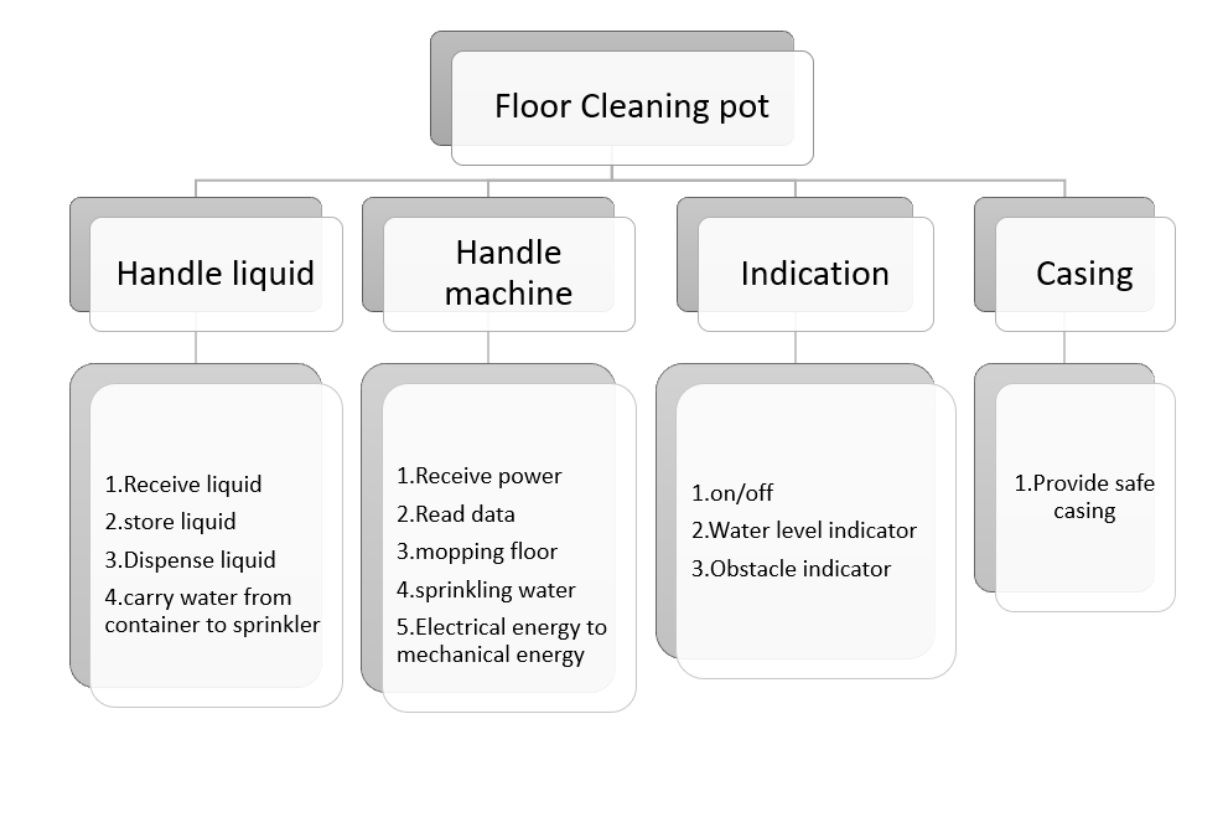 Floor Cleaning pot
Handle liquid
Handle
machine
Indication
Casing
1.Receive liquid
2.store liquid
3.Dispense liquid
4.carry water from
container to sprinkler
1.Receive power
2.Read data
3.mopping floor
4.sprinkling water
5.Electrical energy to
mechanical energy
1.on/off
2.Water level indicator
3.Obstacle indicator
1.Provide safe
casing